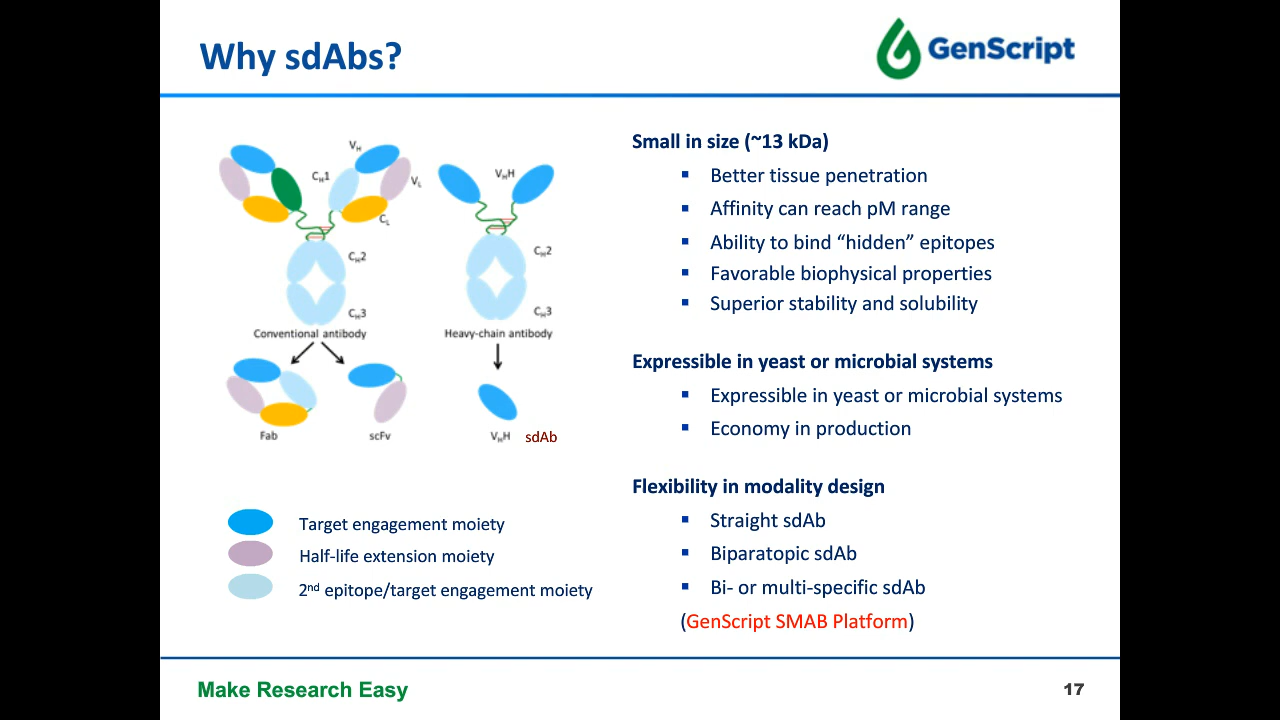 Why sdAbs?
GenScript
VH
CH1
VL
CL
VHH
CH2
CH2
CH3
CH3
Conventional antibody
Heavy-chain antibody
Fab
scFv
VHH sdAb
Target engagement moiety
Half-life extension moiety
2nd epitope/target engagement moiety
Small in size (~13 kDa)
▪ Better tissue penetration
▪ Affinity can reach pM range
▪ Ability to bind “hidden” epitopes
▪ Favorable biophysical properties
▪ Superior stability and solubility
Expressible in yeast or microbial systems
▪ Expressible in yeast or microbial systems
▪ Economy in production
Flexibility in modality design
▪ Straight sdAb
▪ Biparatopic sdAb
▪ Bi- or multi-specific sdAb
(GenScript SMAB Platform)
Make Research Easy
17